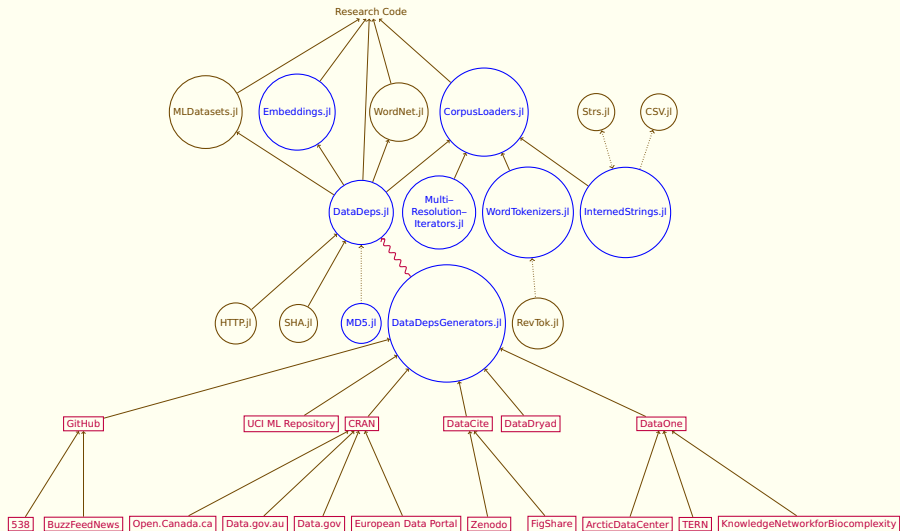 Research Code
MLDatasets.jl
Embeddings.jl
WordNet.jl
CorpusLoaders.jl
Strs.jl
CSV.jl
DataDeps.jl
Multi–
Resolution–
Iterators.jl
WordTokenizers.jl
InternedStrings.jl
HTTP.jl
SHA.jl
MD5.jl
DataDepsGenerators.jl
RevTok.jl
GitHub
UCI ML Repository
CRAN
DataCite
DataDryad
DataOne
538
BuzzFeedNews
Open.Canada.ca
Data.gov.au
Data.gov
European Data Portal
Zenodo
FigShare
ArcticDataCenter
TERN
KnowledgeNetworkforBiocomplexity